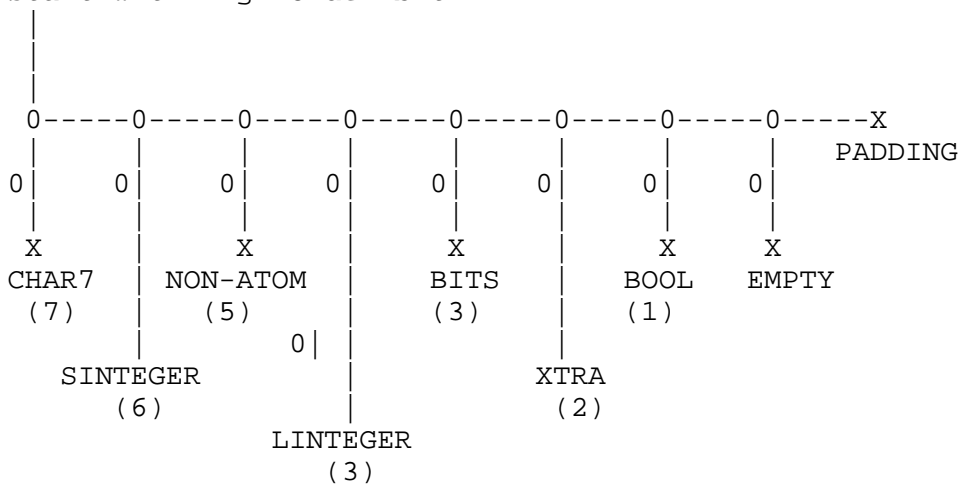 0-----0-----0-----0-----0-----0-----0-----0-----X
PADDING
0| 0| 0| 0| 0| 0| 0| 0|
X X X X X
CHAR7 NON-ATOM BITS BOOL EMPTY
(7) (5) (3) (1)
0|
SINTEGER XTRA
(6) (2)
LINTEGER
(3)